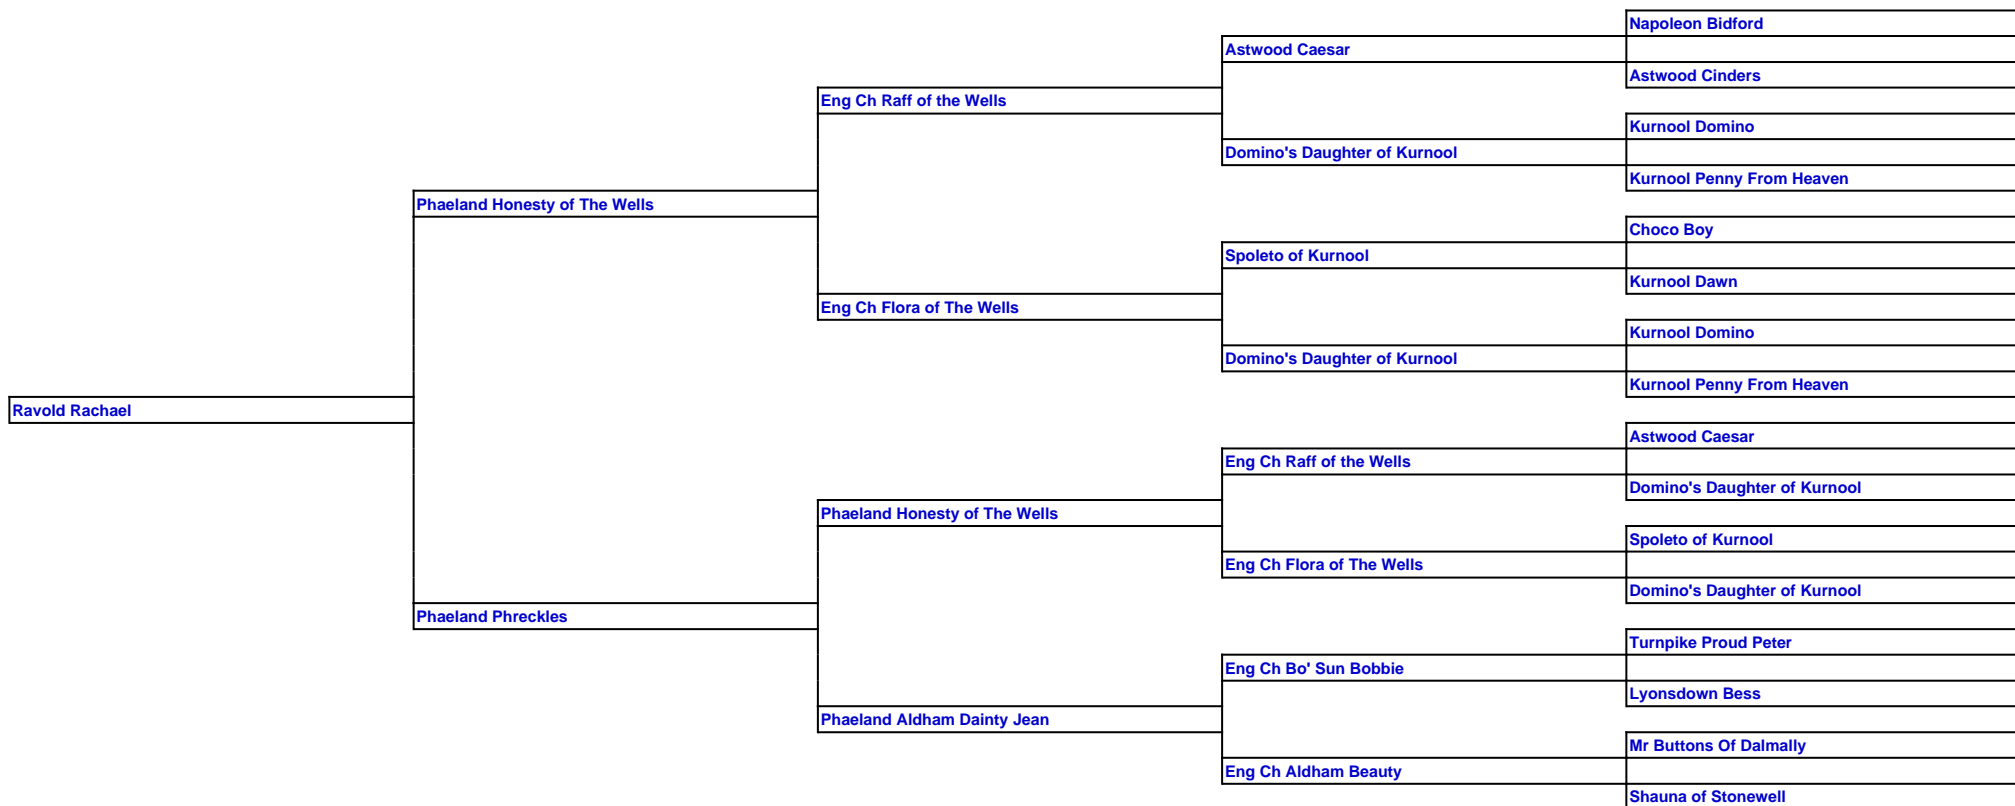 Napoleon Bidford
Astwood Caesar
Astwood Cinders
Eng Ch Raff of the Wells
Kurnool Domino
Domino's Daughter of Kurnool
Kurnool Penny From Heaven
Phaeland Honesty of The Wells
Choco Boy
Spoleto of Kurnool
Kurnool Dawn
Eng Ch Flora of The Wells
Kurnool Domino
Domino's Daughter of Kurnool
Kurnool Penny From Heaven
Ravold Rachael
Astwood Caesar
Eng Ch Raff of the Wells
Domino's Daughter of Kurnool
Phaeland Honesty of The Wells
Spoleto of Kurnool
Eng Ch Flora of The Wells
Domino's Daughter of Kurnool
Phaeland Phreckles
Turnpike Proud Peter
Eng Ch Bo' Sun Bobbie
Lyonsdown Bess
Phaeland Aldham Dainty Jean
Mr Buttons Of Dalmally
Eng Ch Aldham Beauty
Shauna of Stonewell